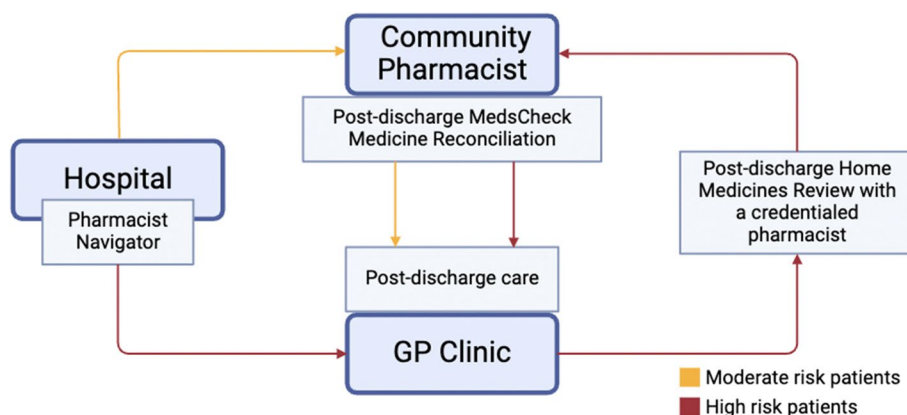 Community
Pharmacist
Post-discharge MedsCheck
Medicine Reconciliation
Hospital
Pharmacist
Navigator
Post-discharge Home
Medicines Review with
a credentialed
pharmacist
Post-discharge care
GP Clinic
Moderate risk patients
High risk patients